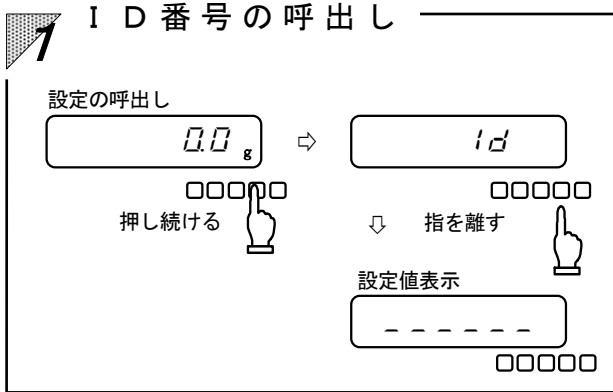 1 ＩＤ番号の呼出し
設定の呼出し
0.0 g ⇨ Id
押し続ける ⇩ 指を離す
設定値表示
_ _ _ _ _ _